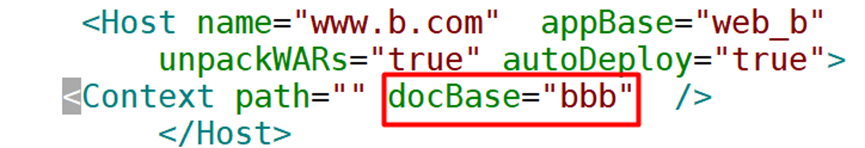 <Host name="www.b.com" appBase="web_b"
unpackWARs="true" autoDeploy="true">
<Context path="" docBase="bbb" />
</Host>